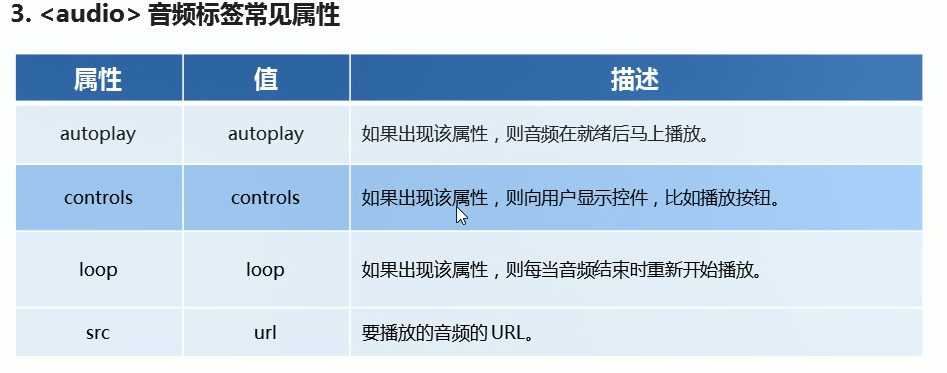 3. <audio> 音频标签常见属性
属性 值 描述
autoplay autoplay 如果出现该属性，则音频在就绪后马上播放。
controls controls 如果出现该属性，则向用户显示控件，比如播放按钮。
loop loop 如果出现该属性，则每当音频结束时重新开始播放。
src url 要播放的音频的 URL。